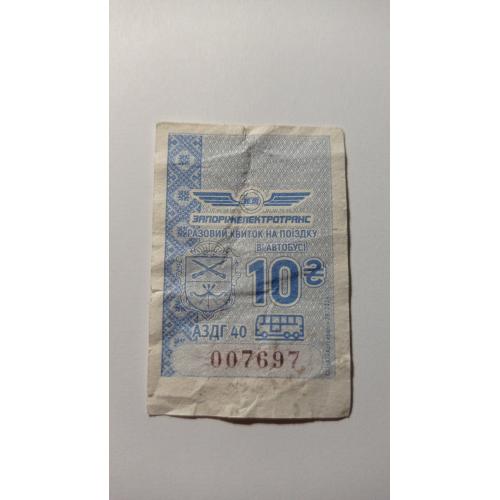 ЗАПОРІЖЕЛЕКТРОТРАНС
РАЗОВИЙ КВИТОК НА ПОЇЗДКУ
В АВТОБУСІ
10₴
АЗДГ 40
007697